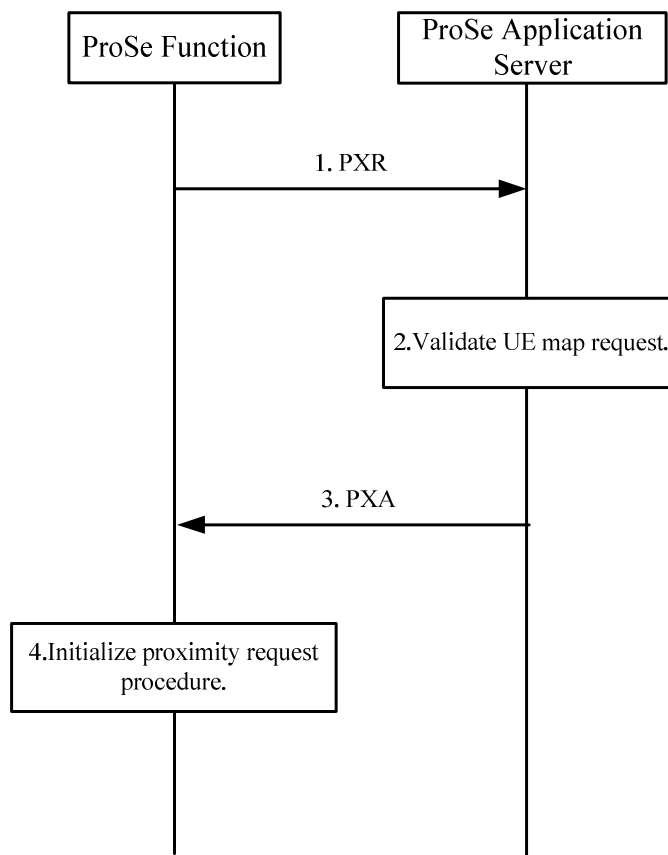 ProSe Function
ProSe Application
Server
1. PXR
2.Validate UE map request.
3. PXA
4.Initialize proximity request
procedure.